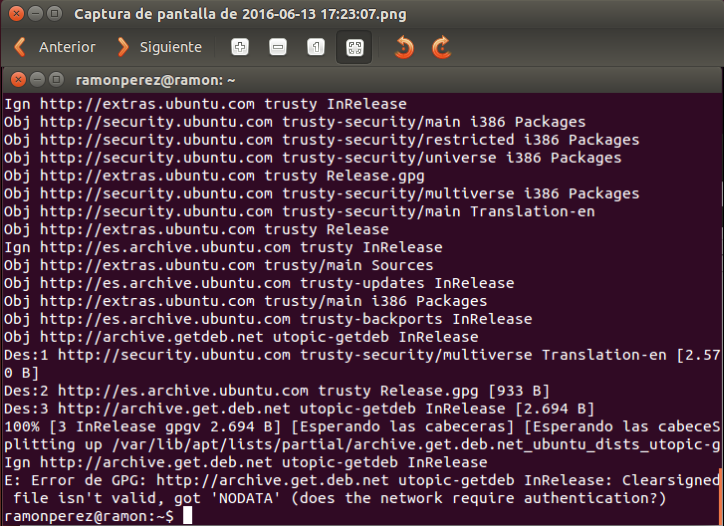 Captura de pantalla de 2016-06-13 17:23:07.png
Anterior Siguiente
ramonperez@ramon: ~
Ign http://extras.ubuntu.com trusty InRelease
Obj http://security.ubuntu.com trusty-security/main i386 Packages
Obj http://security.ubuntu.com trusty-security/restricted i386 Packages
Obj http://security.ubuntu.com trusty-security/universe i386 Packages
Obj http://extras.ubuntu.com trusty Release.gpg
Obj http://security.ubuntu.com trusty-security/multiverse i386 Packages
Obj http://security.ubuntu.com trusty-security/main Translation-en
Obj http://extras.ubuntu.com trusty Release
Ign http://es.archive.ubuntu.com trusty InRelease
Obj http://extras.ubuntu.com trusty/main Sources
Obj http://es.archive.ubuntu.com trusty-updates InRelease
Obj http://extras.ubuntu.com trusty/main i386 Packages
Obj http://es.archive.ubuntu.com trusty-backports InRelease
Obj http://archive.getdeb.net utopic-getdeb InRelease
Des:1 http://security.ubuntu.com trusty-security/multiverse Translation-en [2.57
0 B]
Des:2 http://es.archive.ubuntu.com trusty Release.gpg [933 B]
Des:3 http://archive.get.deb.net utopic-getdeb InRelease [2.694 B]
100% [3 InRelease gpgv 2.694 B] [Esperando las cabeceras] [Esperando las cabeceS
plitting up /var/lib/apt/lists/partial/archive.get.deb.net_ubuntu_dists_utopic-g
Ign http://archive.get.deb.net utopic-getdeb InRelease
E: Error de GPG: http://archive.get.deb.net utopic-getdeb InRelease: Clearsigned
file isn't valid, got 'NODATA' (does the network require authentication?)
ramonperez@ramon:~$